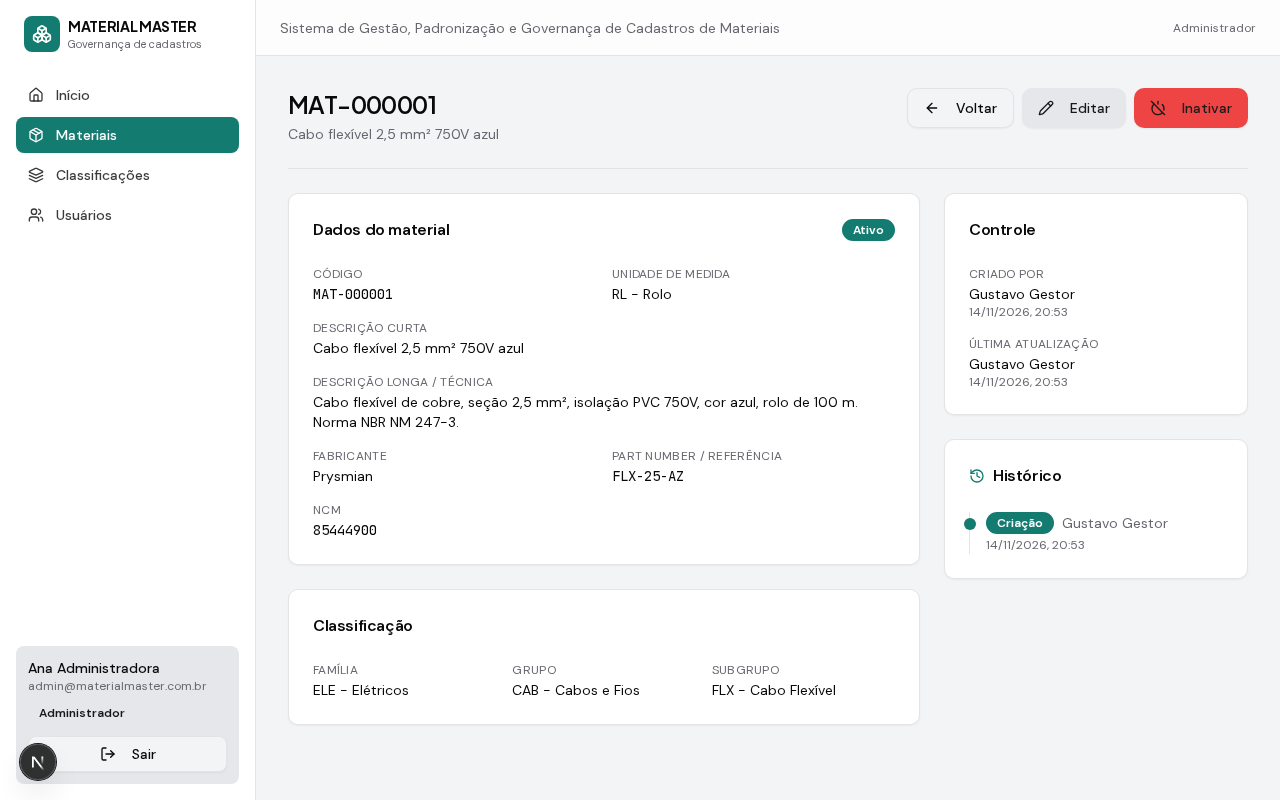 MATERIALMASTER
Governança de cadastros
Sistema de Gestão, Padronização e Governança de Cadastros de Materiais
Administrador
Início
Materiais
Classificações
Usuários
MAT-000001
Cabo flexível 2,5 mm² 750V azul
Voltar
Editar
Inativar
Dados do material
Ativo
CÓDIGO
MAT-000001
UNIDADE DE MEDIDA
RL - Rolo
DESCRIÇÃO CURTA
Cabo flexível 2,5 mm² 750V azul
DESCRIÇÃO LONGA / TÉCNICA
Cabo flexível de cobre, seção 2,5 mm², isolação PVC 750V, cor azul, rolo de 100 m.
Norma NBR NM 247-3.
FABRICANTE
Prysmian
PART NUMBER / REFERÊNCIA
FLX-25-AZ
NCM
85444900
Classificação
FAMÍLIA
ELE - Elétricos
GRUPO
CAB - Cabos e Fios
SUBGRUPO
FLX - Cabo Flexível
Controle
CRIADO POR
Gustavo Gestor
14/11/2026, 20:53
ÚLTIMA ATUALIZAÇÃO
Gustavo Gestor
14/11/2026, 20:53
Histórico
Criação Gustavo Gestor
14/11/2026, 20:53
Ana Administradora
admin@materialmaster.com.br
Administrador
Sair
N